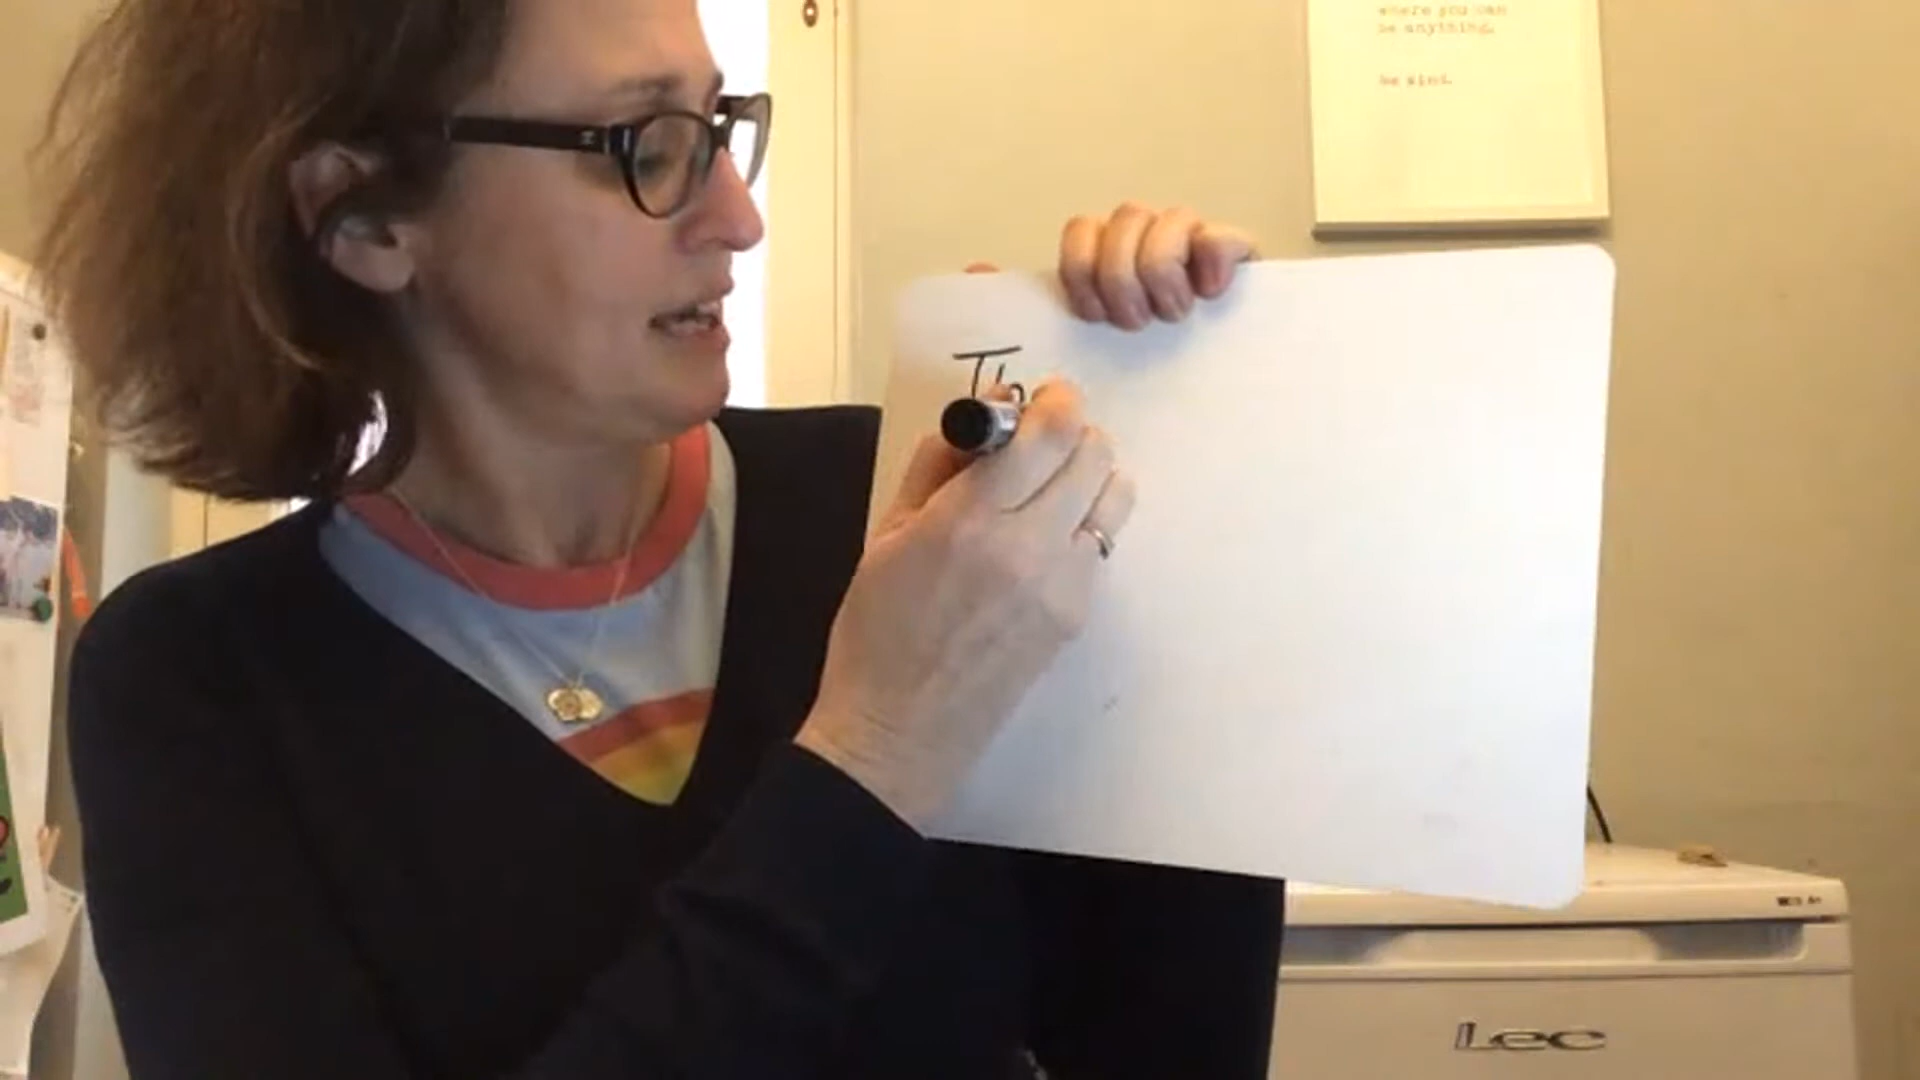 where you can
be anything,
be kind.
Th
Lec